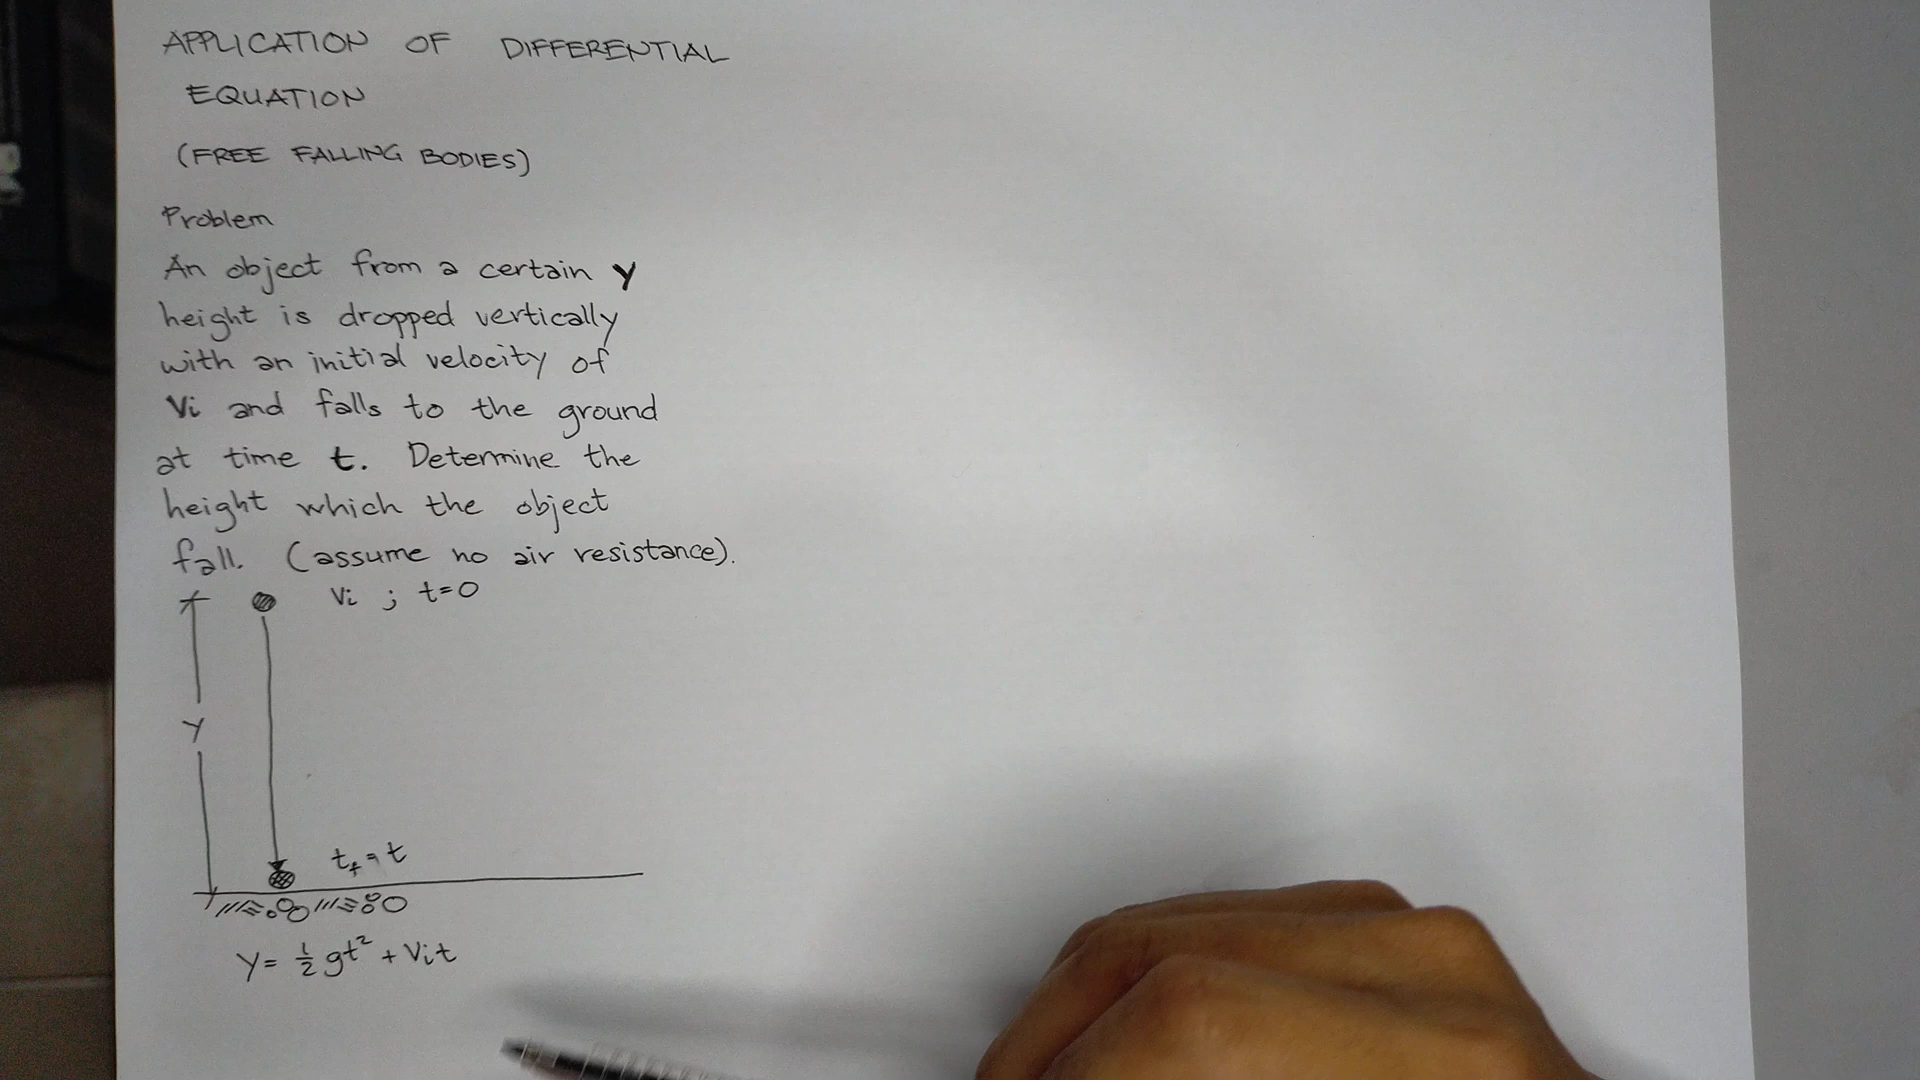 APPLICATION OF DIFFERENTIAL
EQUATION
(FREE FALLING BODIES)
Problem
An object from a certain y
height is dropped vertically
with an initial velocity of
Vi and falls to the ground
at time t. Determine the
height which the object
fall. (assume no air resistance).
Vi ; t=0
Y
tf = t
Y = ½ gt² + Vit